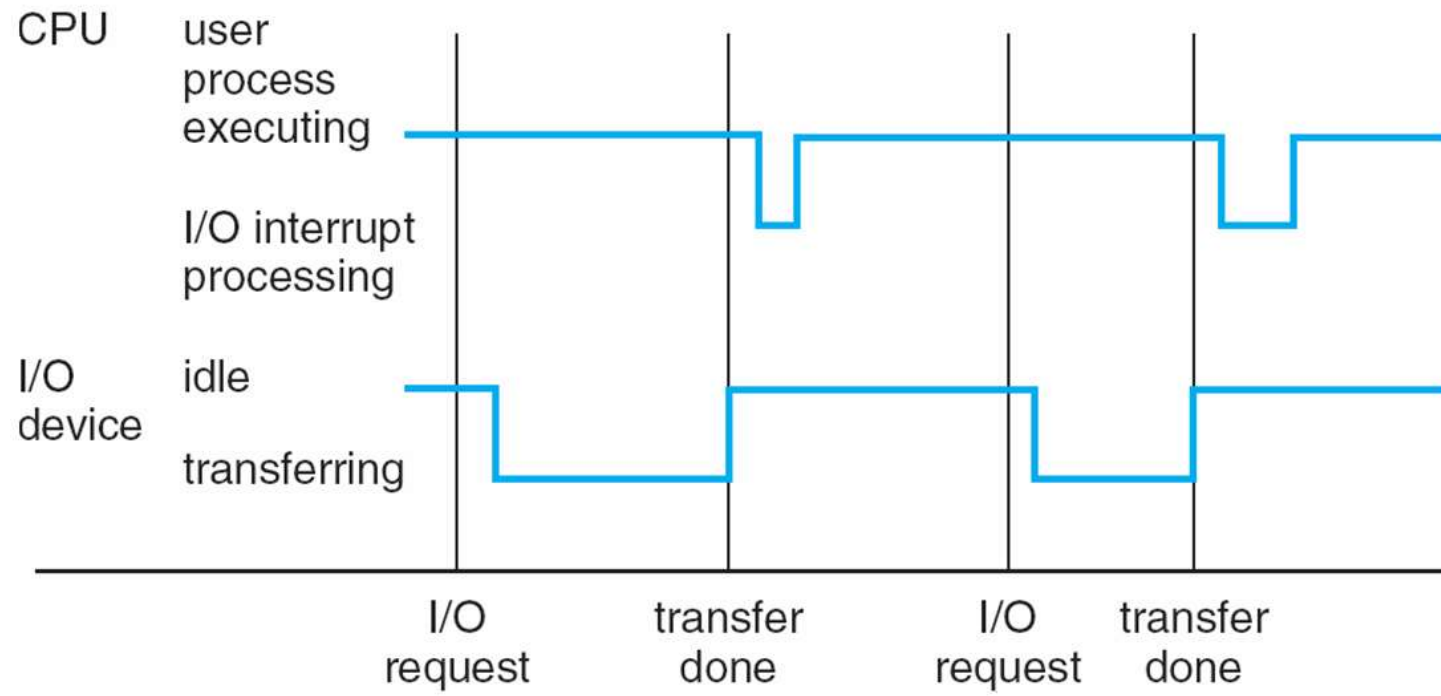 CPU
user
process
executing
I/O interrupt
processing
I/O
device
idle
transferring
I/O
request
transfer
done
I/O
request
transfer
done